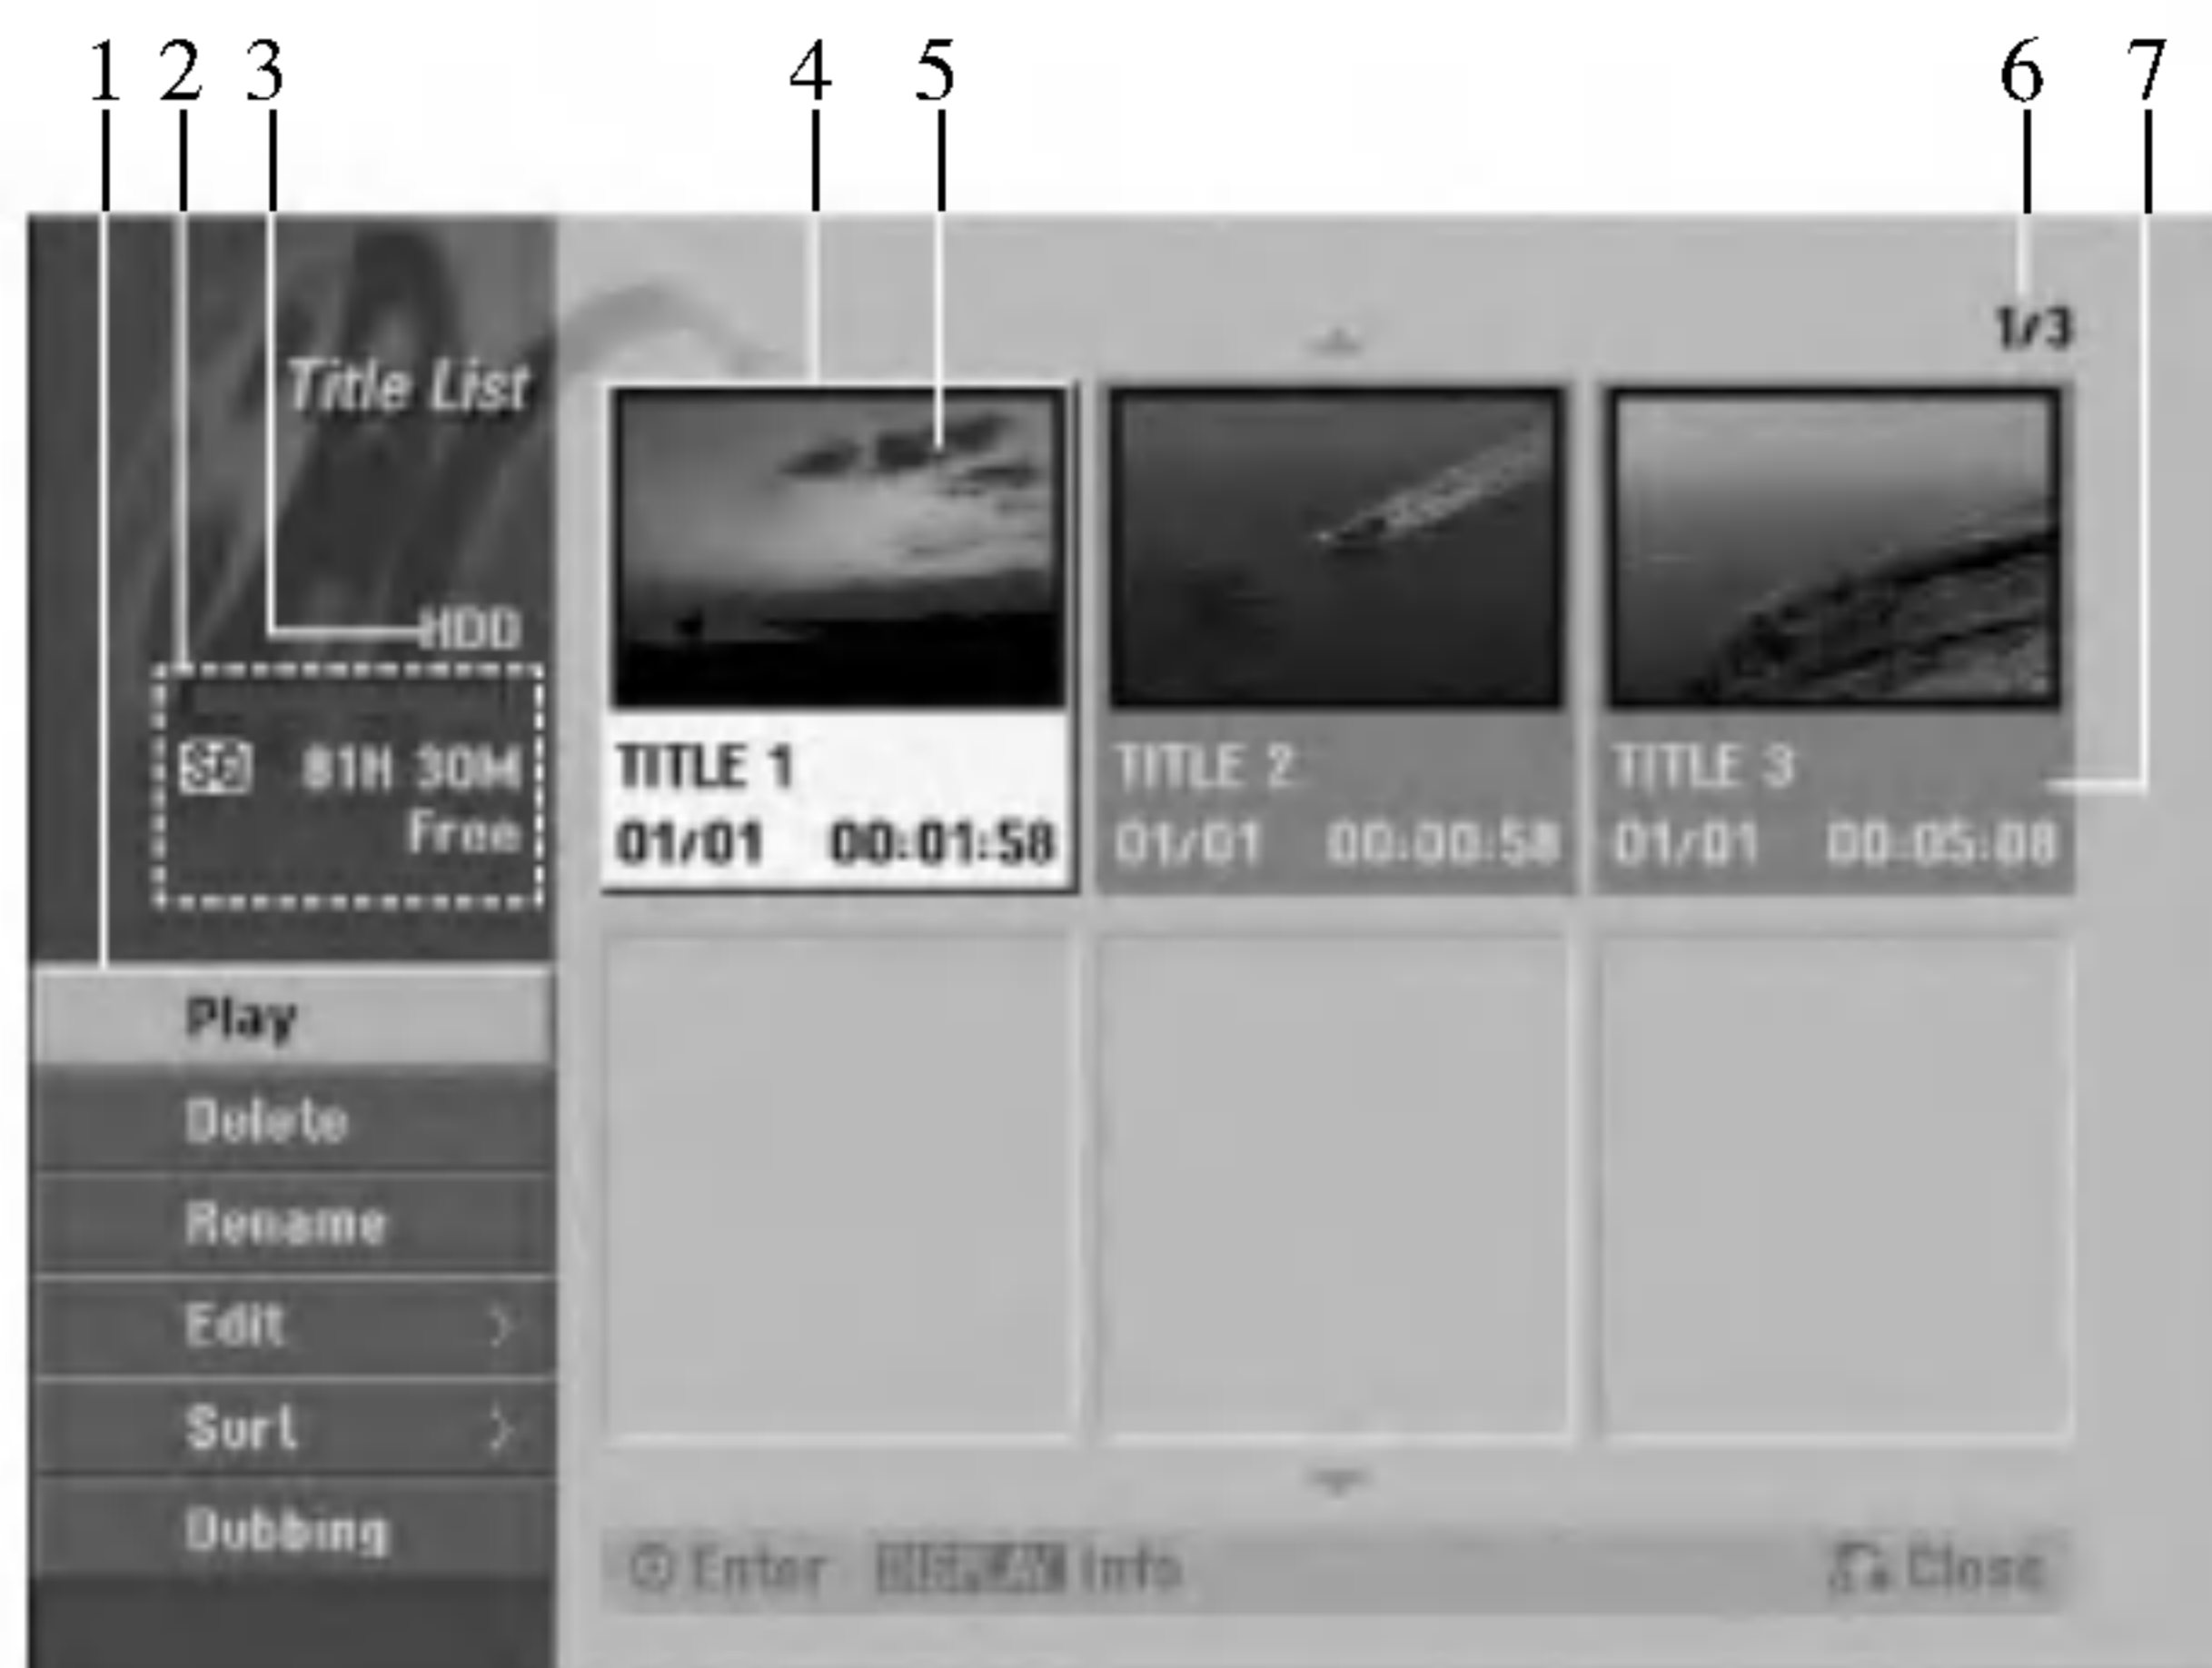 1 2 3 4 5 6 7
1/3
Title List
HDD
SQ 81H 30M
Free
TITLE 1
01/01 00:01:58
TITLE 2
01/01 00:00:58
TITLE 3
01/01 00:05:08
Play
Delete
Rename
Edit >
Sort >
Dubbing
Enter Info Close